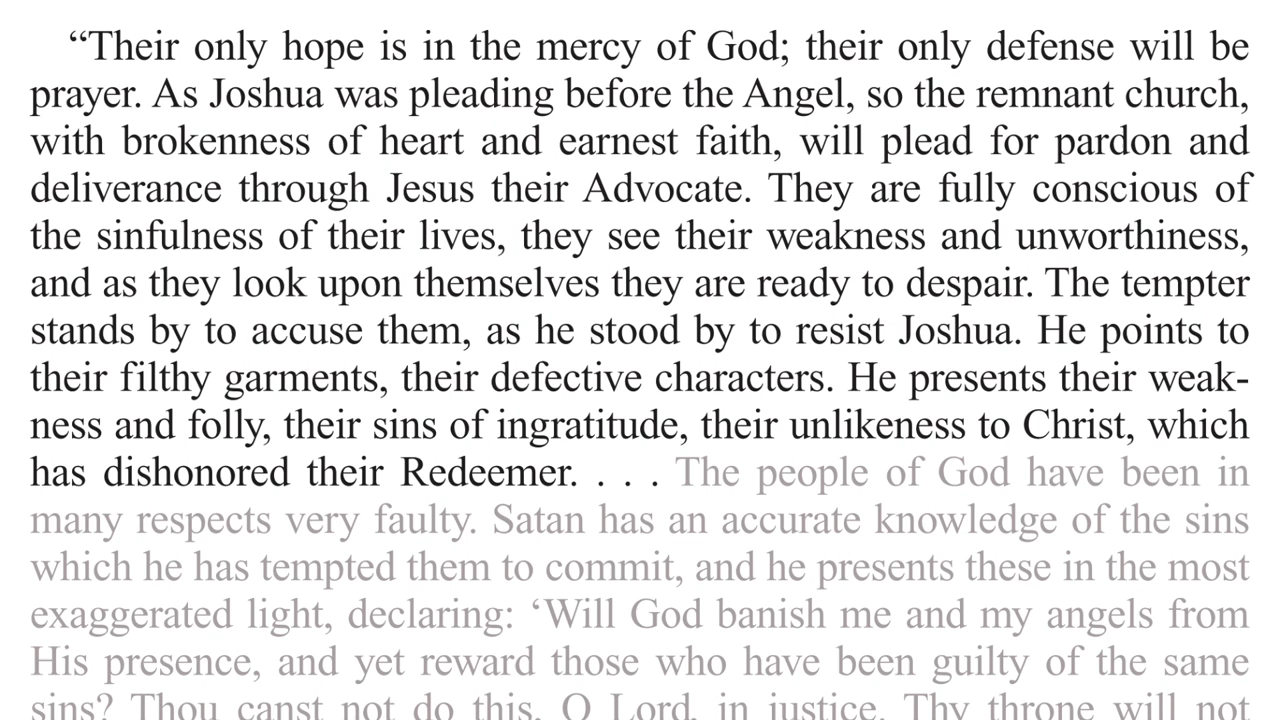 “Their only hope is in the mercy of God; their only defense will be
prayer. As Joshua was pleading before the Angel, so the remnant church,
with brokenness of heart and earnest faith, will plead for pardon and
deliverance through Jesus their Advocate. They are fully conscious of
the sinfulness of their lives, they see their weakness and unworthiness,
and as they look upon themselves they are ready to despair. The tempter
stands by to accuse them, as he stood by to resist Joshua. He points to
their filthy garments, their defective characters. He presents their weak-
ness and folly, their sins of ingratitude, their unlikeness to Christ, which
has dishonored their Redeemer. . . . The people of God have been in
many respects very faulty. Satan has an accurate knowledge of the sins
which he has tempted them to commit, and he presents these in the most
exaggerated light, declaring: ‘Will God banish me and my angels from
His presence, and yet reward those who have been guilty of the same
sins? Thou canst not do this, O Lord, in justice. Thy throne will not